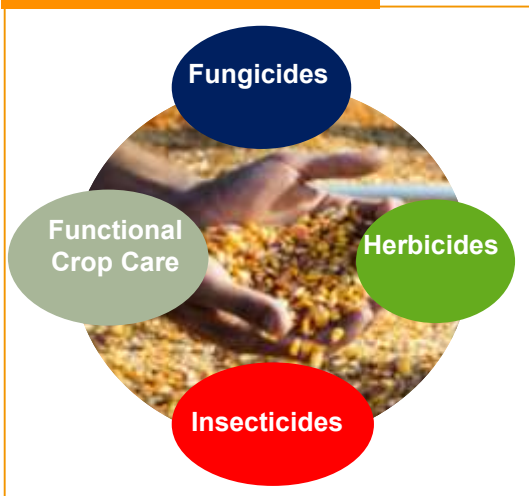 Fungicides
Functional
Crop Care
Herbicides
Insecticides